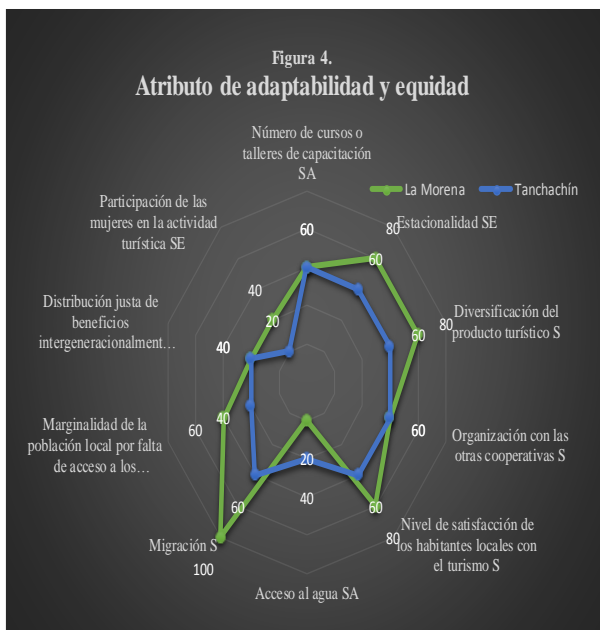 Figura 4.
Atributo de adaptabilidad y equidad
Número de cursos o
talleres de capacitación
SA
La Morena
Tanchachín
Participación de las
mujeres en la actividad
turística SE
60
80
Estacionalidad SE
60
40
20
Distribución justa de
beneficios
intergeneracionalment...
40
60
80
Diversificación del
producto turístico S
Marginalidad de la
población local por falta
de acceso a los...
60
40
60
Organización con las
otras cooperativas S
20
40
60
60
80
Nivel de satisfacción de
los habitantes locales con
el turismo S
Migración S
100
Acceso al agua SA